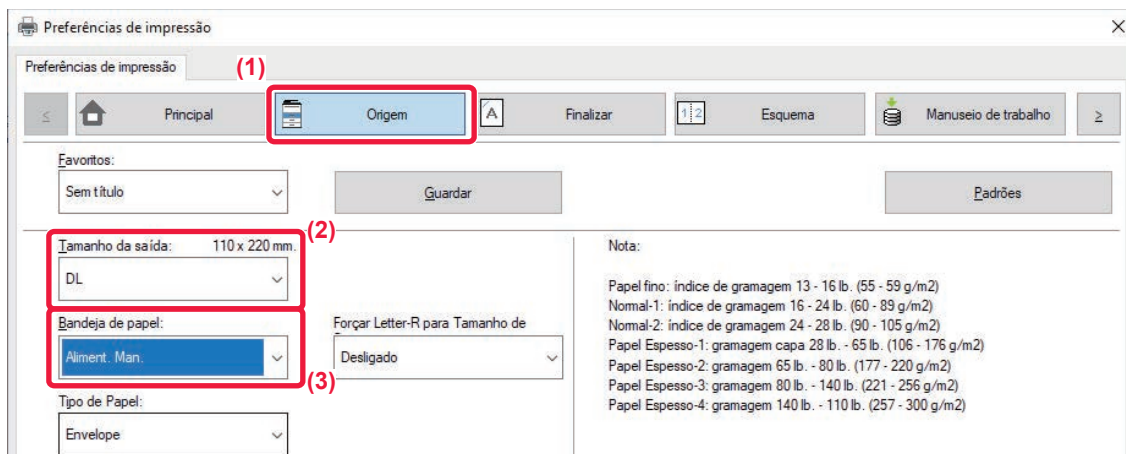 Preferências de impressão
Preferências de impressão
(1)
≤
Principal
Origem
A
Finalizar
1 2
Esquema
Manuseio de trabalho
≥
Favoritos:
Sem título
Guardar
Padrões
(2)
Tamanho da saída: 110 x 220 mm.
DL
Bandeja de papel:
Aliment. Man.
(3)
Forçar Letter-R para Tamanho de
Desligado
Tipo de Papel:
Envelope
Nota:
Papel fino: índice de gramagem 13 - 16 lb. (55 - 59 g/m2)
Normal-1: índice de gramagem 16 - 24 lb. (60 - 89 g/m2)
Normal-2: índice de gramagem 24 - 28 lb. (90 - 105 g/m2)
Papel Espesso-1: gramagem capa 28 lb. - 65 lb. (106 - 176 g/m2)
Papel Espesso-2: gramagem 65 lb. - 80 lb. (177 - 220 g/m2)
Papel Espesso-3: gramagem 80 lb. - 140 lb. (221 - 256 g/m2)
Papel Espesso-4: gramagem 140 lb. - 110 lb. (257 - 300 g/m2)